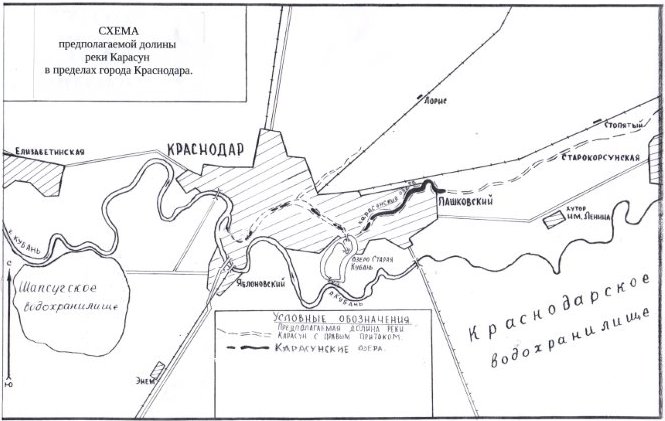 СХЕМА
предполагаемой долины
реки Карасун
в пределах города Краснодара.
Лорис
Стопятый
Елизаветинская
КРАСНОДАР
Старокорсунская
Карасунские озера
Пашковский
хутор
им. Ленина
р. Кубань
Озеро Старая
Кубань
С
Шапсугское
водохранилище
Яблоновский
р. Кубань
Краснодарское
водохранилище
Условные обозначения
Предполагаемая долина реки
Карасун с правым притоком.
Карасунские озера.
Энем
Ю